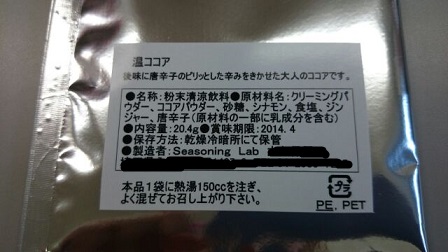 温ココア
後味に唐辛子のピリッとした辛みをきかせた大人のココアです。
●名称:粉末清涼飲料●原材料名:クリーミングパ
ウダー、ココアパウダー、砂糖、シナモン、食塩、ジン
ジャー、唐辛子(原材料の一部に乳成分を含む)
●内容量:20.4g●賞味期限:2014.4
●保存方法:乾燥冷暗所にて保管
●製造者:Seasoning Lab
本品1袋に熱湯150ccを注ぎ、
よく混ぜてお召し上がり下さい。
プラ
PE, PET